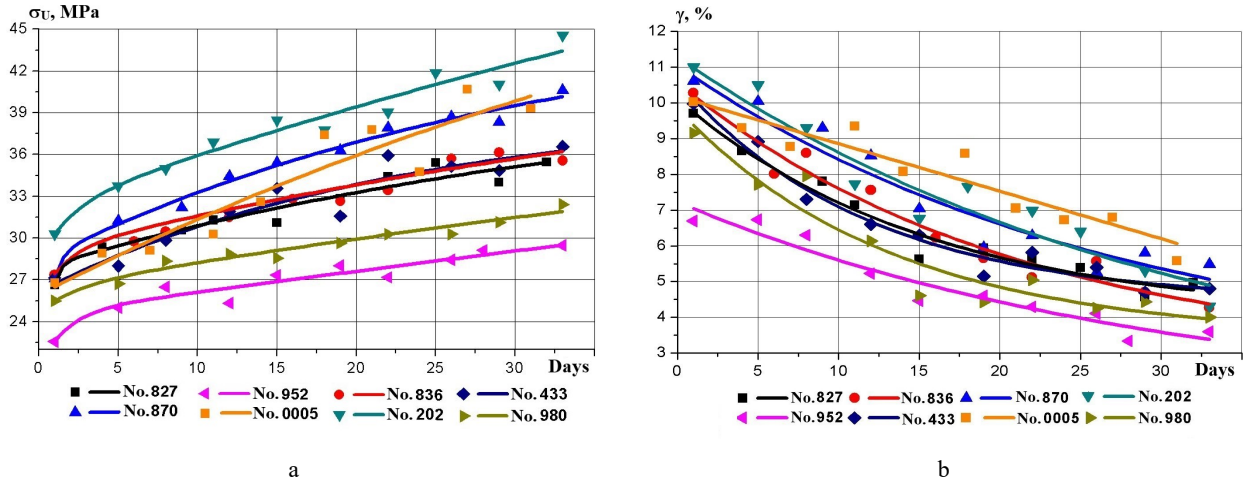 σU, MPa
45
42
39
36
33
30
27
24
0 5 10 15 20 25 30
Days
No.827 No.952 No.836 No.433
No.870 No.0005 No.202 No.980
a
γ, %
12
11
10
9
8
7
6
5
4
3
0 5 10 15 20 25 30
Days
No.827 No.836 No.870 No.202
No.952 No.433 No.0005 No.980
b